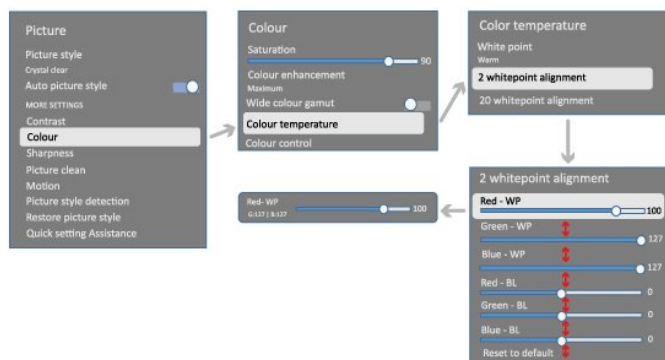 Picture
Picture style
Crystal clear
Auto picture style
MORE SETTINGS
Contrast
Colour
Sharpness
Picture clean
Motion
Picture style detection
Restore picture style
Quick setting Assistance
Colour
Saturation
90
Colour enhancement
Maximum
Wide colour gamut
Colour temperature
Colour control
Color temperature
White point
Warm
2 whitepoint alignment
20 whitepoint alignment
2 whitepoint alignment
Red - WP
100
Green - WP
127
Blue - WP
127
Red - BL
0
Green - BL
0
Blue - BL
0
Reset to default
Red- WP
100
G:127 | B:127